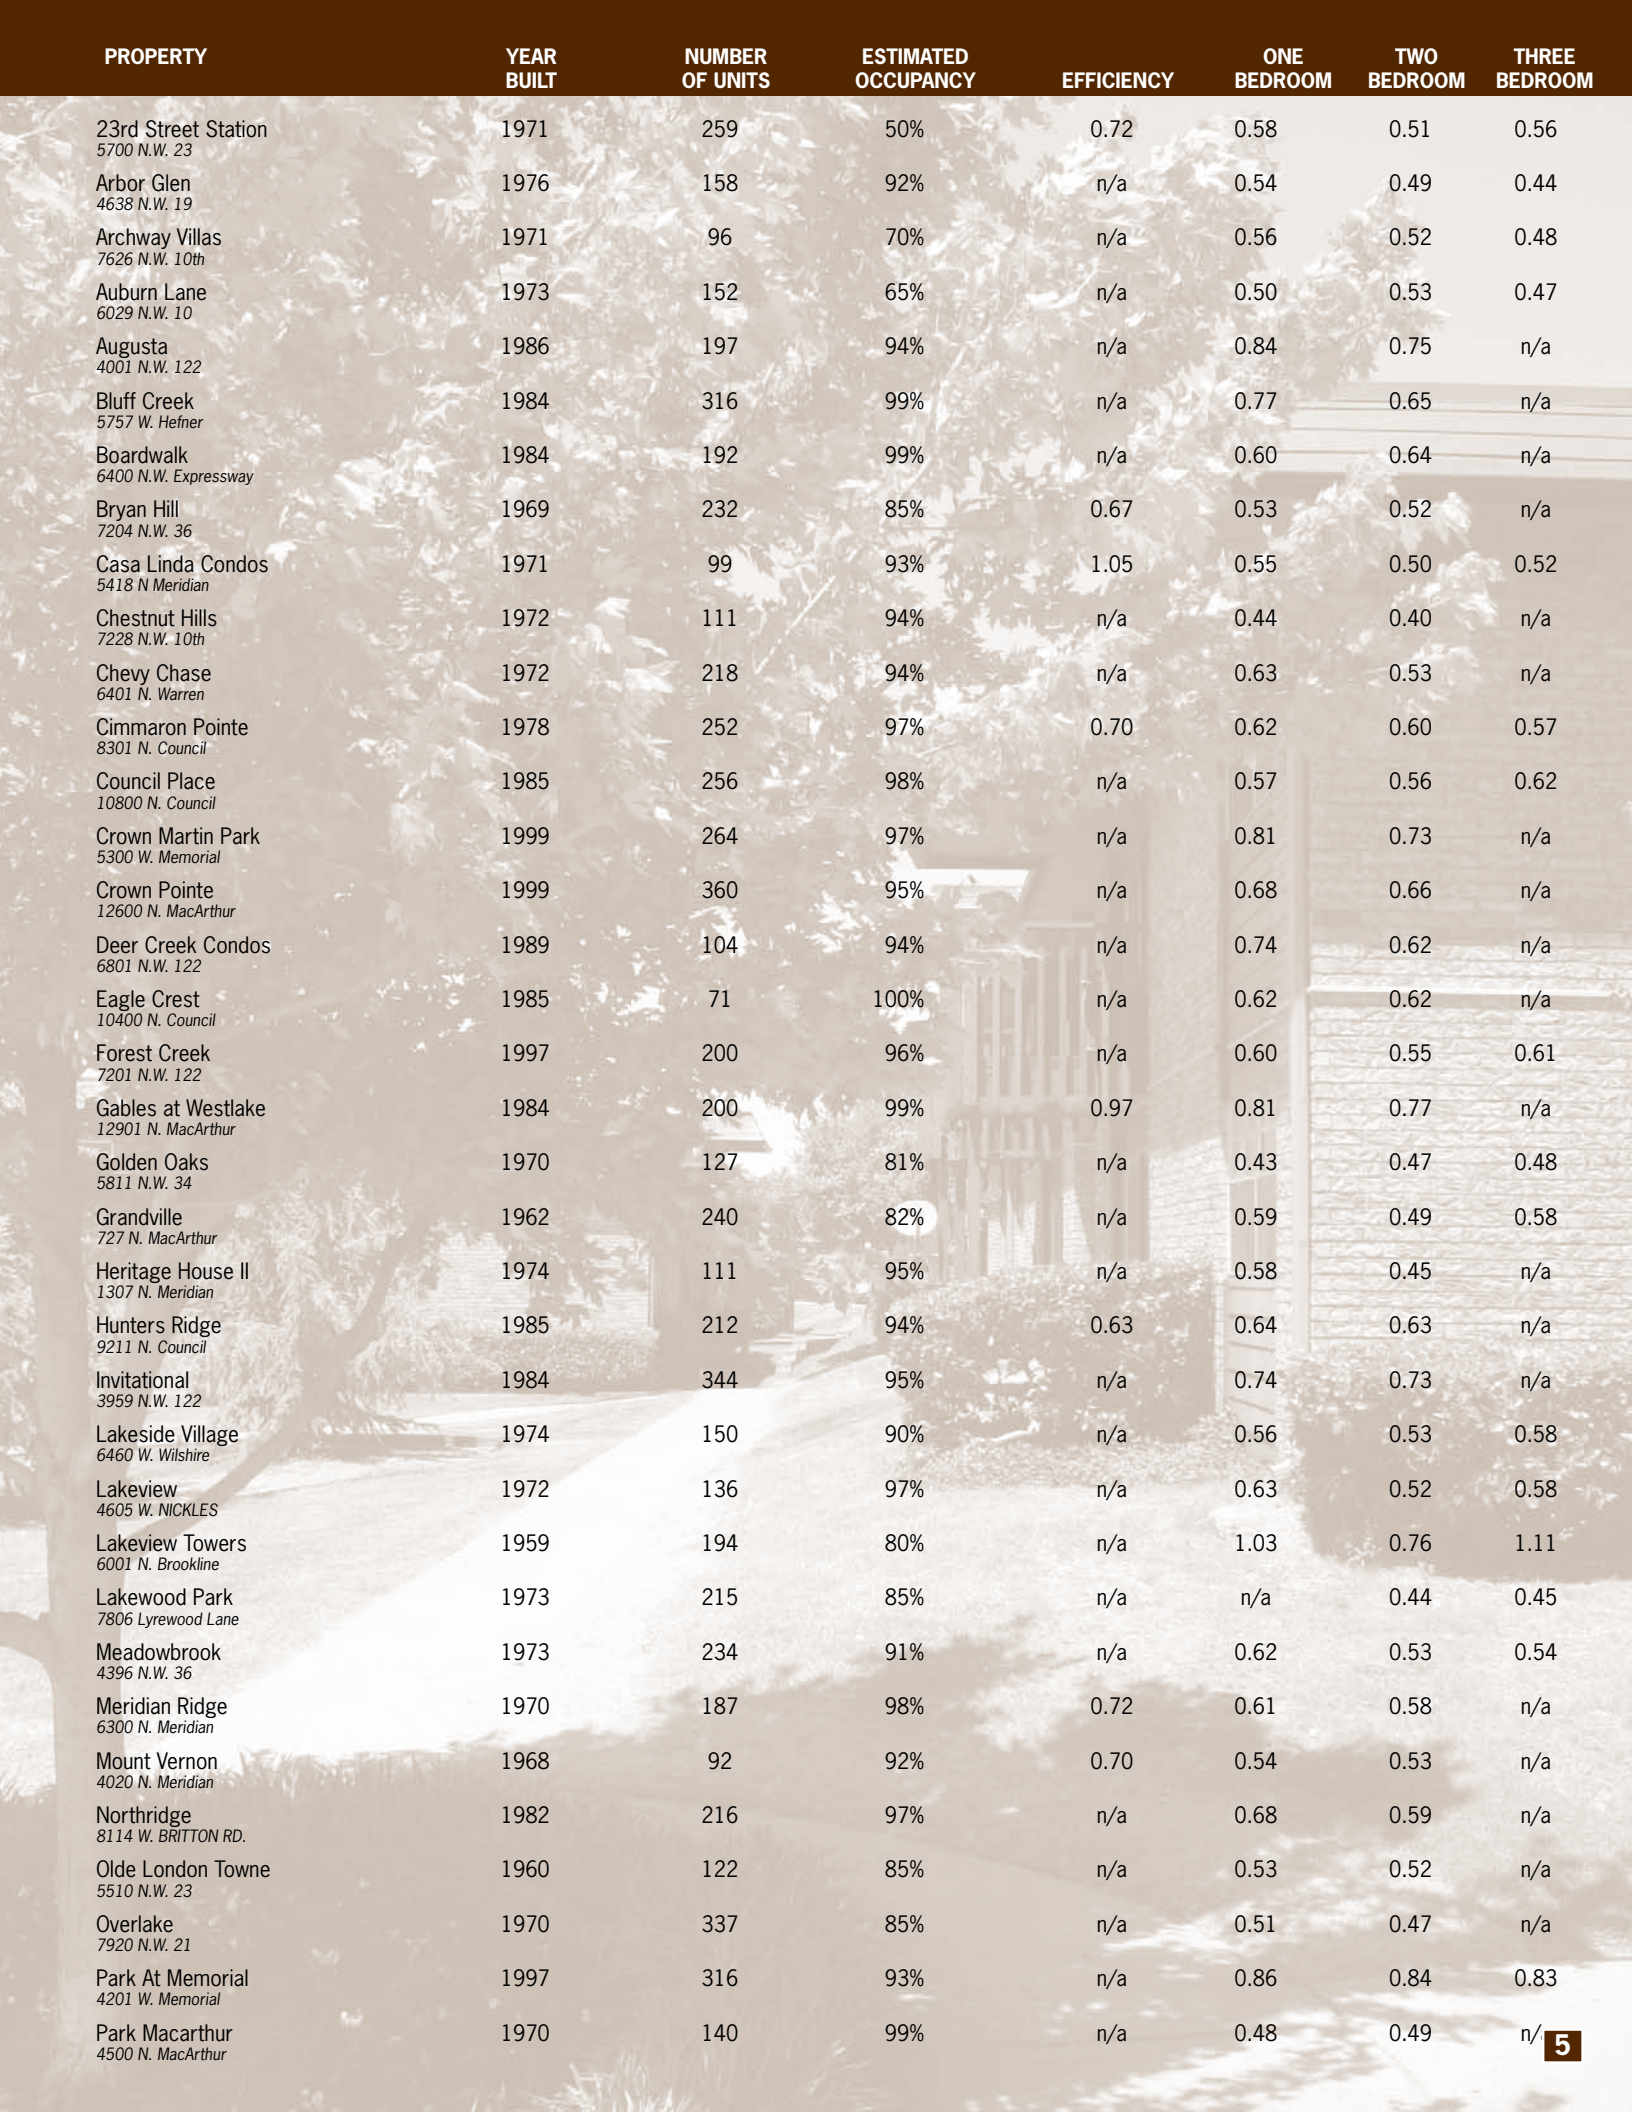 PROPERTY YEAR NUMBER ESTIMATED ONE TWO THREE
BUILT OF UNITS OCCUPANCY EFFICIENCY BEDROOM BEDROOM BEDROOM
23rd Street Station 1971 259 50% 0.72 0.58 0.51 0.56
5700 N.W. 23
Arbor Glen 1976 158 92% n/a 0.54 0.49 0.44
4638 N.W. 19
Archway Villas 1971 96 70% n/a 0.56 0.52 0.48
7626 N.W. 10th
Auburn Lane 1973 152 65% n/a 0.50 0.53 0.47
6029 N.W. 10
Augusta 1986 197 94% n/a 0.84 0.75 n/a
4001 N.W. 122
Bluff Creek 1984 316 99% n/a 0.77 0.65 n/a
5757 W. Hefner
Boardwalk 1984 192 99% n/a 0.60 0.64 n/a
6400 N.W. Expressway
Bryan Hill 1969 232 85% 0.67 0.53 0.52 n/a
7204 N.W. 36
Casa Linda Condos 1971 99 93% 1.05 0.55 0.50 0.52
5418 N Meridian
Chestnut Hills 1972 111 94% n/a 0.44 0.40 n/a
7228 N.W. 10th
Chevy Chase 1972 218 94% n/a 0.63 0.53 n/a
6401 N. Warren
Cimmaron Pointe 1978 252 97% 0.70 0.62 0.60 0.57
8301 N. Council
Council Place 1985 256 98% n/a 0.57 0.56 0.62
10800 N. Council
Crown Martin Park 1999 264 97% n/a 0.81 0.73 n/a
5300 W. Memorial
Crown Pointe 1999 360 95% n/a 0.68 0.66 n/a
12600 N. MacArthur
Deer Creek Condos 1989 104 94% n/a 0.74 0.62 n/a
6801 N.W. 122
Eagle Crest 1985 71 100% n/a 0.62 0.62 n/a
10400 N. Council
Forest Creek 1997 200 96% n/a 0.60 0.55 0.61
7201 N.W. 122
Gables at Westlake 1984 200 99% 0.97 0.81 0.77 n/a
12901 N. MacArthur
Golden Oaks 1970 127 81% n/a 0.43 0.47 0.48
5811 N.W. 34
Grandville 1962 240 82% n/a 0.59 0.49 0.58
727 N. MacArthur
Heritage House II 1974 111 95% n/a 0.58 0.45 n/a
1307 N. Meridian
Hunters Ridge 1985 212 94% 0.63 0.64 0.63 n/a
9211 N. Council
Invitational 1984 344 95% n/a 0.74 0.73 n/a
3959 N.W. 122
Lakeside Village 1974 150 90% n/a 0.56 0.53 0.58
6460 W. Wilshire
Lakeview 1972 136 97% n/a 0.63 0.52 0.58
4605 W. NICKLES
Lakeview Towers 1959 194 80% n/a 1.03 0.76 1.11
6001 N. Brookline
Lakewood Park 1973 215 85% n/a n/a 0.44 0.45
7806 Lyrewood Lane
Meadowbrook 1973 234 91% n/a 0.62 0.53 0.54
4396 N.W. 36
Meridian Ridge 1970 187 98% 0.72 0.61 0.58 n/a
6300 N. Meridian
Mount Vernon 1968 92 92% 0.70 0.54 0.53 n/a
4020 N. Meridian
Northridge 1982 216 97% n/a 0.68 0.59 n/a
8114 W. BRITTON RD.
Olde London Towne 1960 122 85% n/a 0.53 0.52 n/a
5510 N.W. 23
Overlake 1970 337 85% n/a 0.51 0.47 n/a
7920 N.W. 21
Park At Memorial 1997 316 93% n/a 0.86 0.84 0.83
4201 W. Memorial
Park Macarthur 1970 140 99% n/a 0.48 0.49 n/
4500 N. MacArthur
5